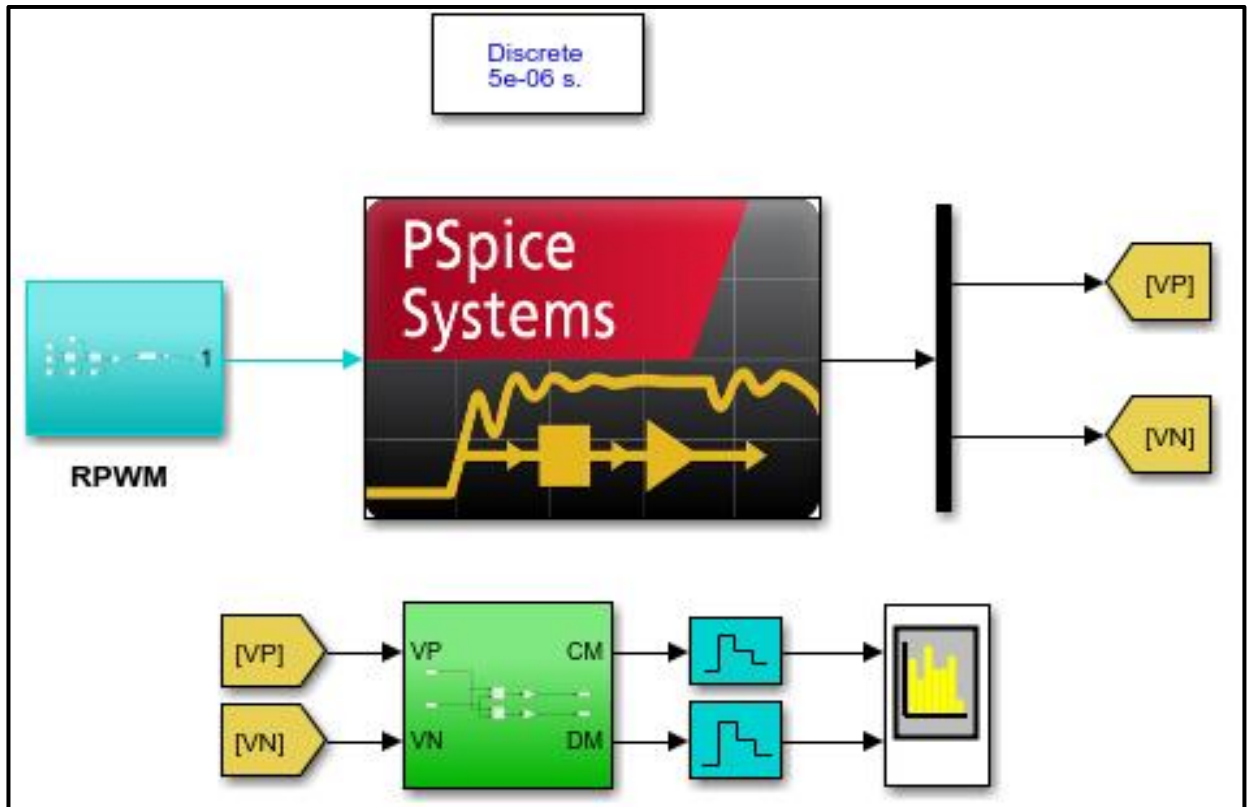 Discrete
5e-06 s.
PSpice
Systems
[VP]
1
[VN]
RPWM
[VP]
VP
CM
[VN]
VN
DM